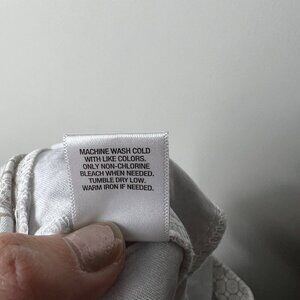 MACHINE WASH COLD
WITH LIKE COLORS.
ONLY NON-CHLORINE
BLEACH WHEN NEEDED.
TUMBLE DRY LOW.
WARM IRON IF NEEDED.